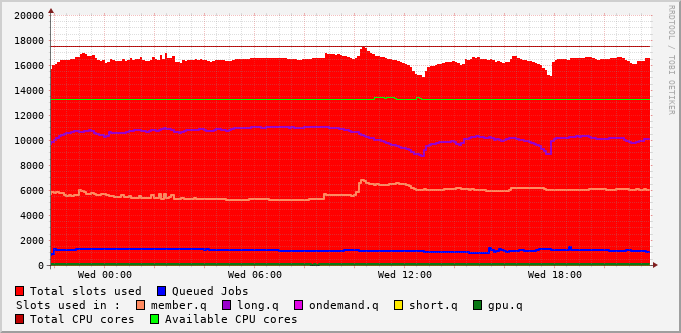 RRDTOOL / TOBI OETIKER
20000
18000
16000
14000
12000
10000
8000
6000
4000
2000
0
Wed 00:00 Wed 06:00 Wed 12:00 Wed 18:00
Total slots used Queued Jobs
Slots used in : member.q long.q ondemand.q short.q gpu.q
Total CPU cores Available CPU cores